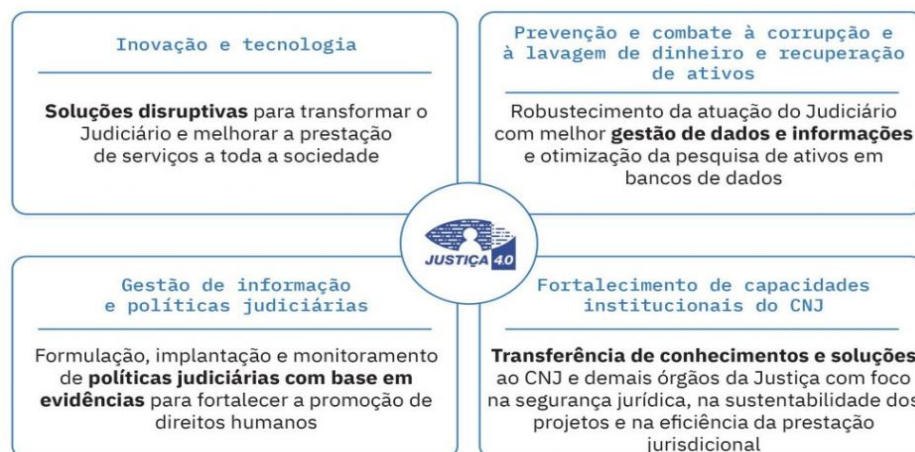 Inovação e tecnologia
Soluções disruptivas para transformar o
Judiciário e melhorar a prestação
de serviços a toda a sociedade
Prevenção e combate à corrupção e
à lavagem de dinheiro e recuperação
de ativos
Robustecimento da atuação do Judiciário
com melhor gestão de dados e informações
e otimização da pesquisa de ativos em
bancos de dados
JUSTIÇA 4.0
Gestão de informação
e políticas judiciárias
Formulação, implantação e monitoramento
de políticas judiciárias com base em
evidências para fortalecer a promoção de
direitos humanos
Fortalecimento de capacidades
institucionais do CNJ
Transferência de conhecimentos e soluções
ao CNJ e demais órgãos da Justiça com foco
na segurança jurídica, na sustentabilidade dos
projetos e na eficiência da prestação
jurisdicional